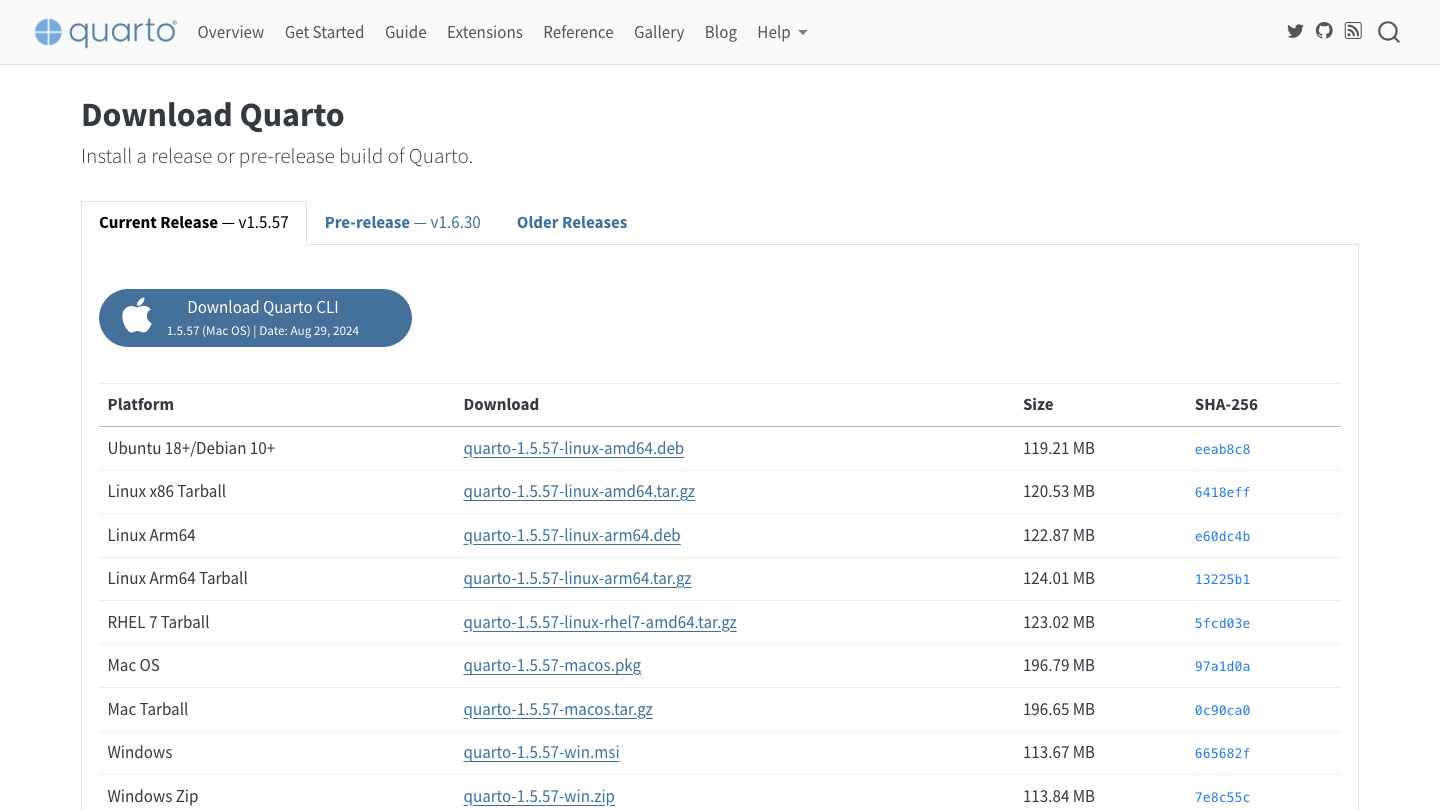 quarto Overview Get Started Guide Extensions Reference Gallery Blog Help
Download Quarto
Install a release or pre-release build of Quarto.
Current Release — v1.5.57 Pre-release — v1.6.30 Older Releases
Download Quarto CLI
1.5.57 (Mac OS) | Date: Aug 29, 2024
Platform Download Size SHA-256
Ubuntu 18+/Debian 10+ quarto-1.5.57-linux-amd64.deb 119.21 MB eeab8c8
Linux x86 Tarball quarto-1.5.57-linux-amd64.tar.gz 120.53 MB 6418eff
Linux Arm64 quarto-1.5.57-linux-arm64.deb 122.87 MB e60dc4b
Linux Arm64 Tarball quarto-1.5.57-linux-arm64.tar.gz 124.01 MB 13225b1
RHEL 7 Tarball quarto-1.5.57-linux-rhel7-amd64.tar.gz 123.02 MB 5fcd03e
Mac OS quarto-1.5.57-macos.pkg 196.79 MB 97a1d0a
Mac Tarball quarto-1.5.57-macos.tar.gz 196.65 MB 0c90ca0
Windows quarto-1.5.57-win.msi 113.67 MB 665682f
Windows Zip quarto-1.5.57-win.zip 113.84 MB 7e8c55c